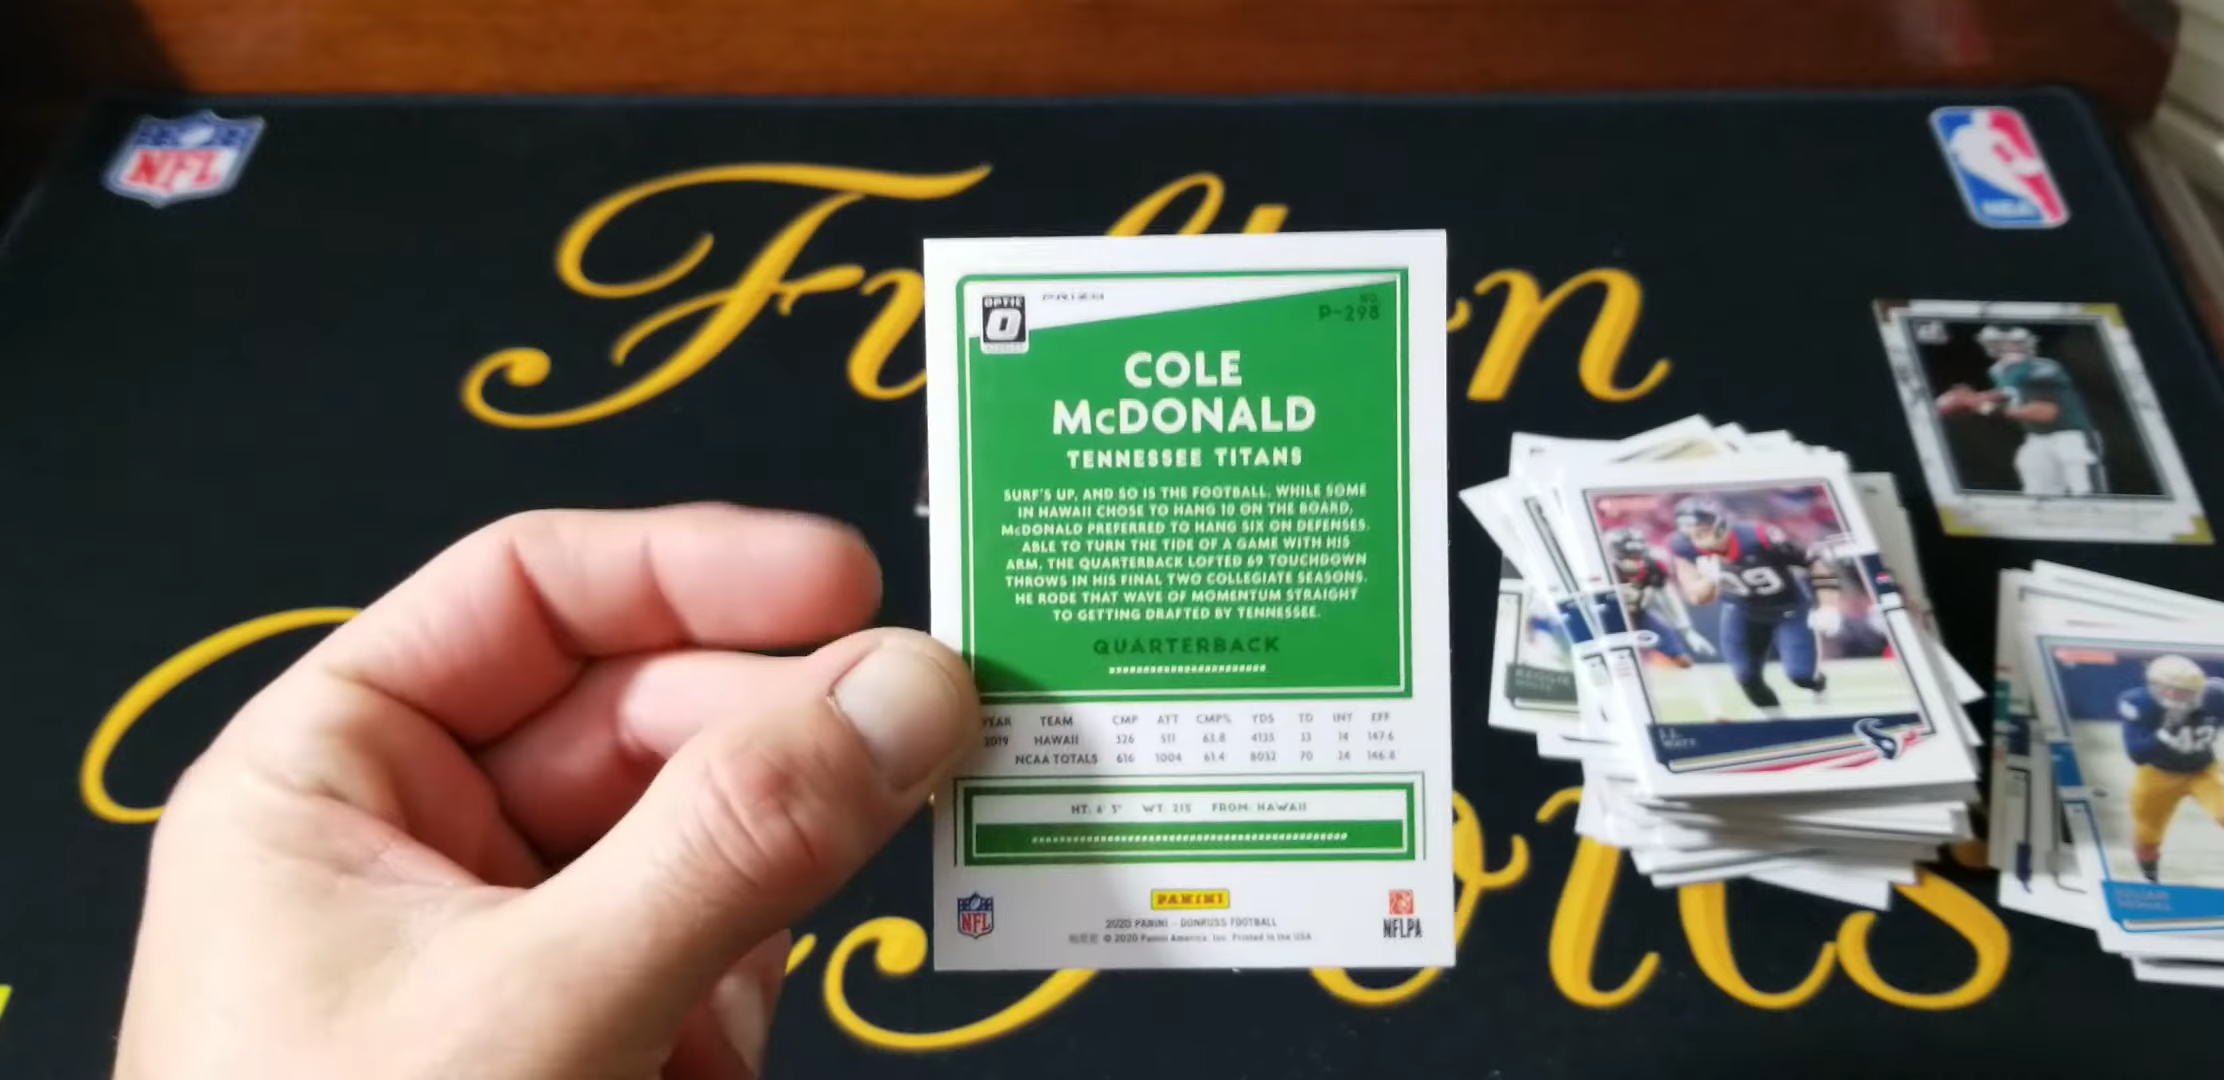 NFL
NBA
OPTIC
PRIZM
NO.
P-298
COLE
McDONALD
TENNESSEE TITANS
SURF'S UP, AND SO IS THE FOOTBALL. WHILE SOME
IN HAWAII CHOSE TO HANG 10 ON THE BOARD,
McDONALD PREFERRED TO HANG SIX ON DEFENSES.
ABLE TO TURN THE TIDE OF A GAME WITH HIS
ARM, THE QUARTERBACK LOFTED 69 TOUCHDOWN
THROWS IN HIS FINAL TWO COLLEGIATE SEASONS.
HE RODE THAT WAVE OF MOMENTUM STRAIGHT
TO GETTING DRAFTED BY TENNESSEE.
QUARTERBACK
YEAR TEAM CMP ATT CMP% YDS TD INT EFF
2019 HAWAII 326 511 63.8 4135 33 14 147.6
NCAA TOTALS 616 1004 61.4 8032 70 24 146.8
HT: 6' 3" WT: 215 FROM: HAWAII
NFL
PANINI
NFLPA
2020 PANINI - DONRUSS FOOTBALL
© 2020 Panini America, Inc. Printed in the USA
J.J.
WATT
99
REGGIE
42